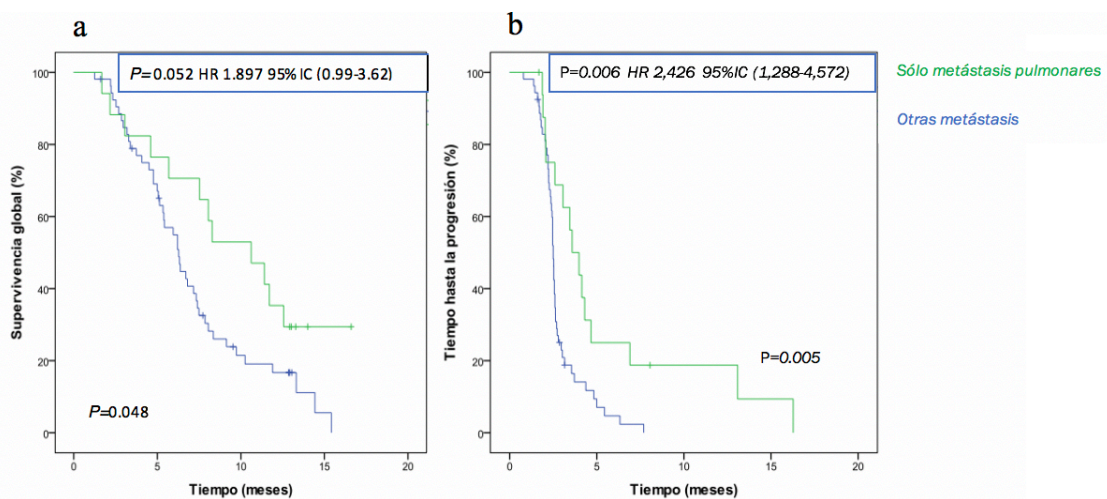 a
P=0.052 HR 1.897 95% IC (0.99-3.62)
Supervivencia global (%)
100
80
60
40
20
0
P=0.048
0 5 10 15 20
Tiempo (meses)
b
P=0.006 HR 2,426 95%IC (1,288-4,572)
Tiempo hasta la progresión (%)
100
80
60
40
20
0
P=0.005
0 5 10 15 20
Tiempo (meses)
Sólo metástasis pulmonares
Otras metástasis